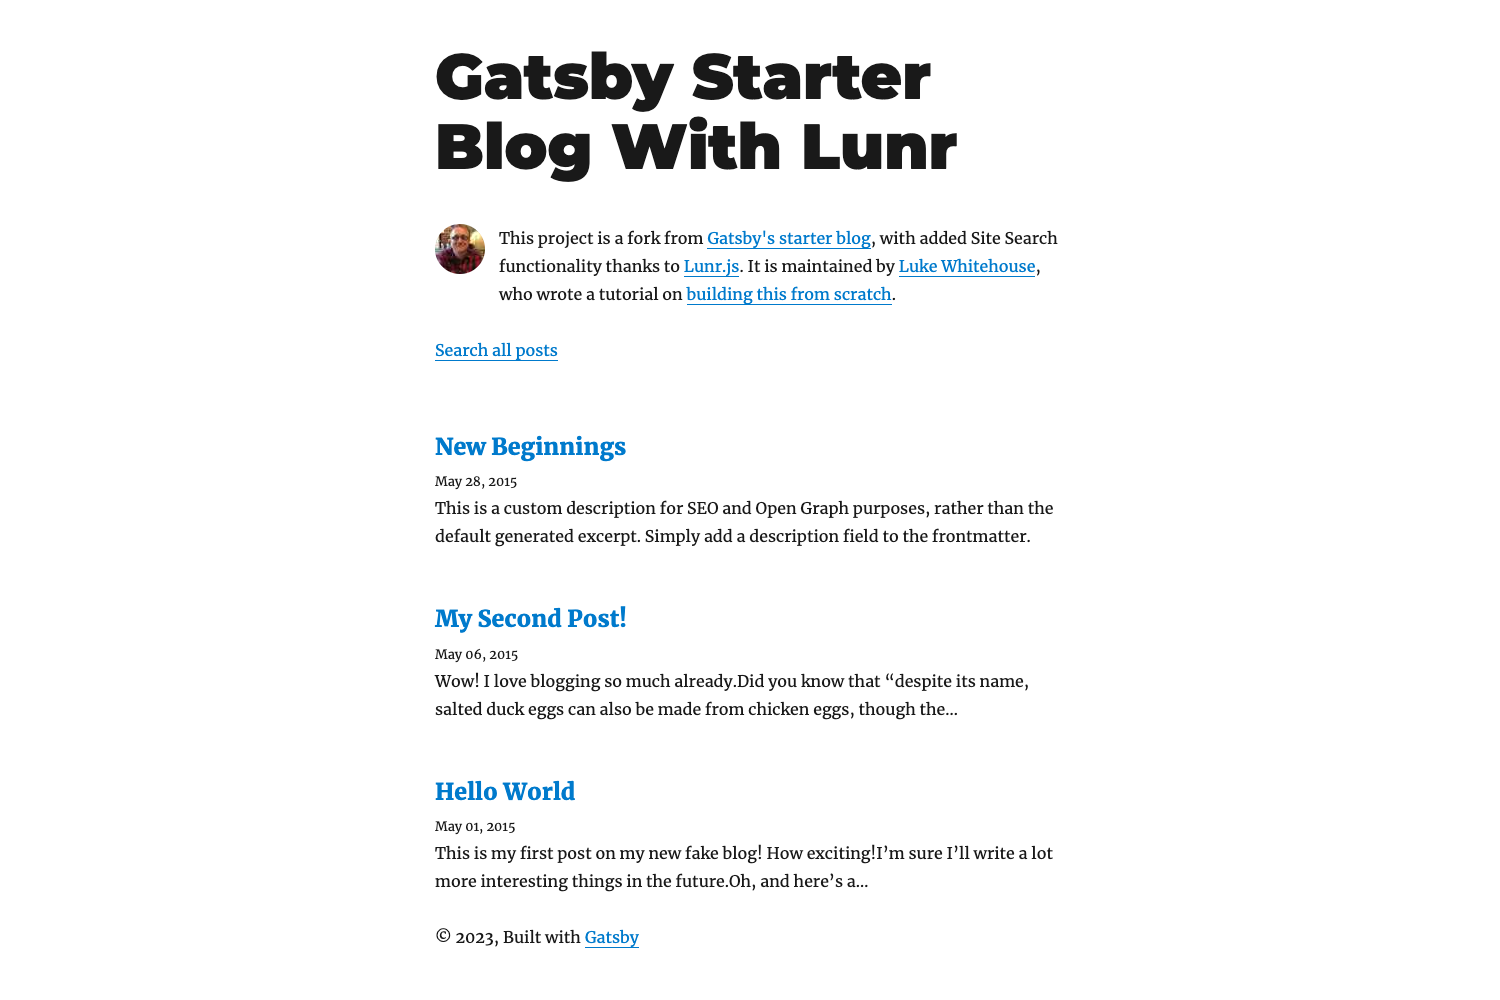 Gatsby Starter
Blog With Lunr
This project is a fork from Gatsby's starter blog, with added Site Search
functionality thanks to Lunr.js. It is maintained by Luke Whitehouse,
who wrote a tutorial on building this from scratch.
Search all posts
New Beginnings
May 28, 2015
This is a custom description for SEO and Open Graph purposes, rather than the
default generated excerpt. Simply add a description field to the frontmatter.
My Second Post!
May 06, 2015
Wow! I love blogging so much already.Did you know that “despite its name,
salted duck eggs can also be made from chicken eggs, though the…
Hello World
May 01, 2015
This is my first post on my new fake blog! How exciting!I’m sure I’ll write a lot
more interesting things in the future.Oh, and here’s a…
© 2023, Built with Gatsby